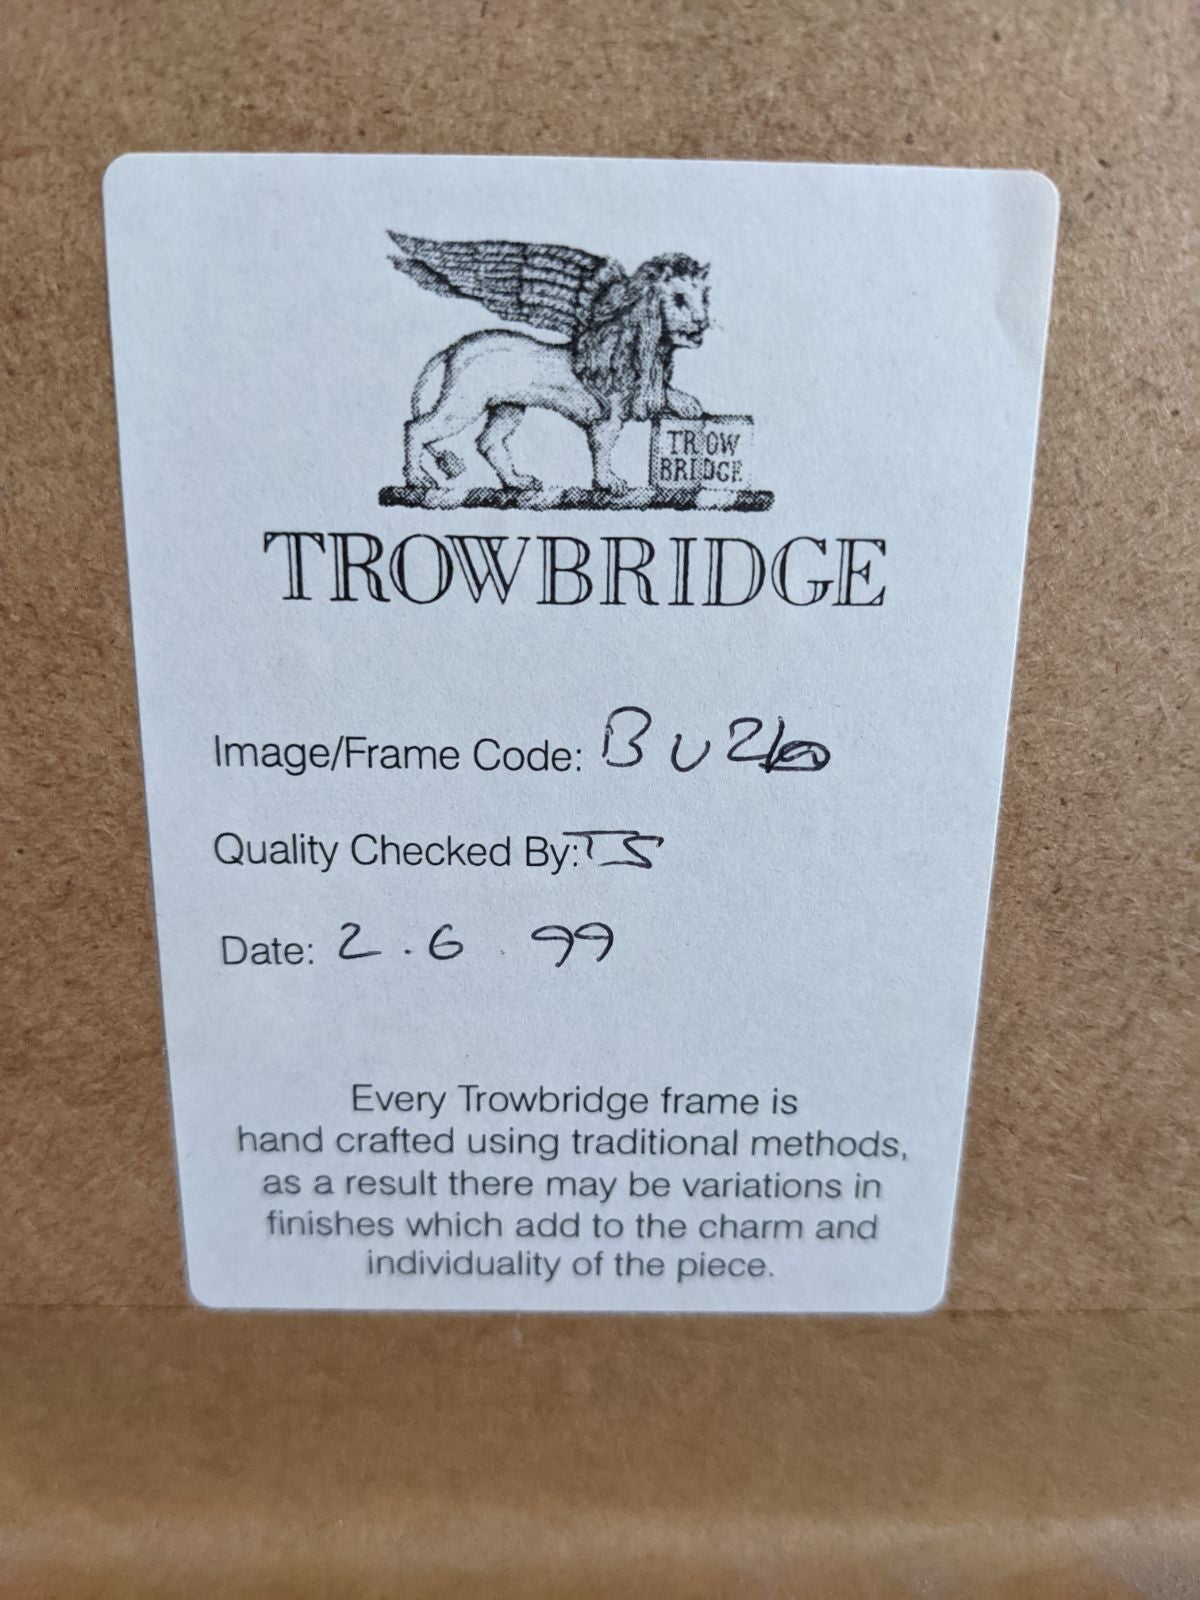 TROW
BRIDGE
TROWBRIDGE
Image/Frame Code:
Quality Checked By: TS
Date: 2.6.99
Every Trowbridge frame is
hand crafted using traditional methods,
as a result there may be variations in
finishes which add to the charm and
individuality of the piece.